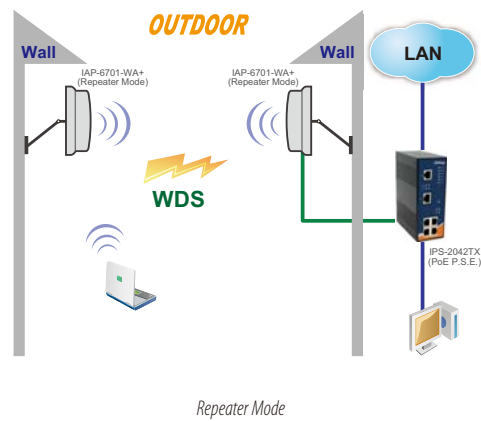 OUTDOOR
Wall
Wall
LAN
IAP-6701-WA+
(Repeater Mode)
IAP-6701-WA+
(Repeater Mode)
WDS
IPS-2042TX
(PoE P.S.E.)
Repeater Mode